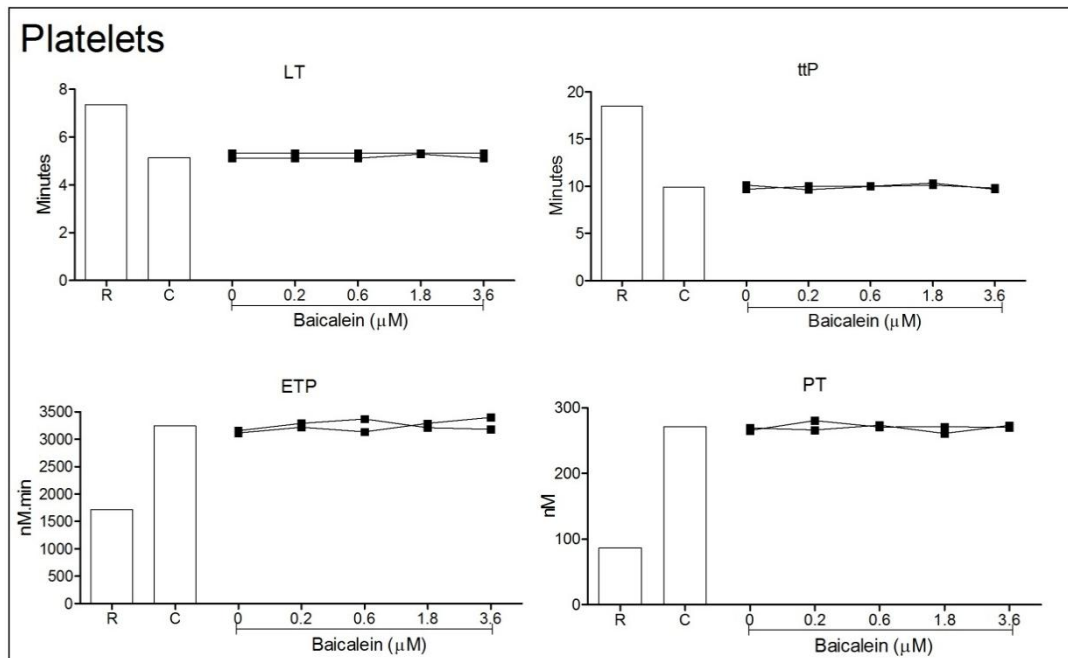 Platelets
LT
8
6
4
2
0
Minutes
R C 0 0.2 0.6 1.8 3.6
Baicalein (μM)
ttP
20
15
10
5
0
Minutes
R C 0 0.2 0.6 1.8 3.6
Baicalein (μM)
ETP
3500
3000
2500
2000
1500
1000
500
0
nM.min
R C 0 0.2 0.6 1.8 3.6
Baicalein (μM)
PT
300
200
100
0
nM
R C 0 0.2 0.6 1.8 3.6
Baicalein (μM)